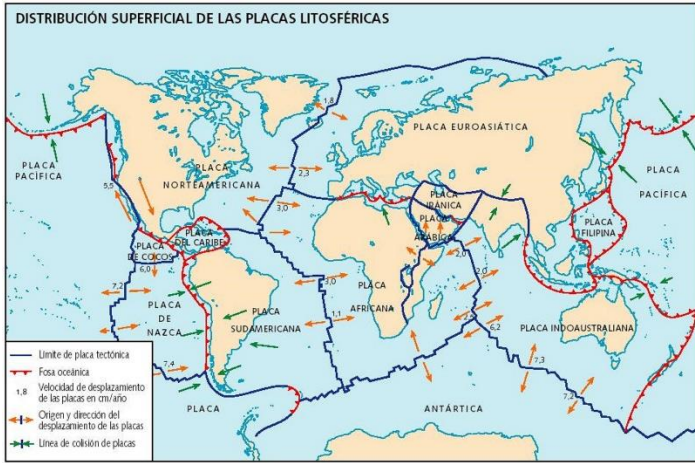 DISTRIBUCIÓN SUPERFICIAL DE LAS PLACAS LITOSFÉRICAS
PLACA
PACÍFICA
PLACA
NORTEAMERICANA
PLACA EUROASIÁTICA
PLACA
PACÍFICA
PLACA
IRÁNICA
PLACA
ARÁBICA
PLACA
FILIPINA
PLACA
DE COCOS
PLACA
DEL CARIBE
PLACA
DE
NAZCA
PLACA
SUDAMERICANA
PLACA
AFRICANA
PLACA INDOAUSTRALIANA
PLACA
ANTÁRTICA
1,8
2,3
3,0
5,5
6,0
7,2
7,4
3,0
1,1
2,0
2,0
2,5
6,2
7,3
7,2
Límite de placa tectónica
Fosa oceánica
1,8
Velocidad de desplazamiento
de las placas en cm/año
Origen y dirección del
desplazamiento de las placas
Línea de colisión de placas